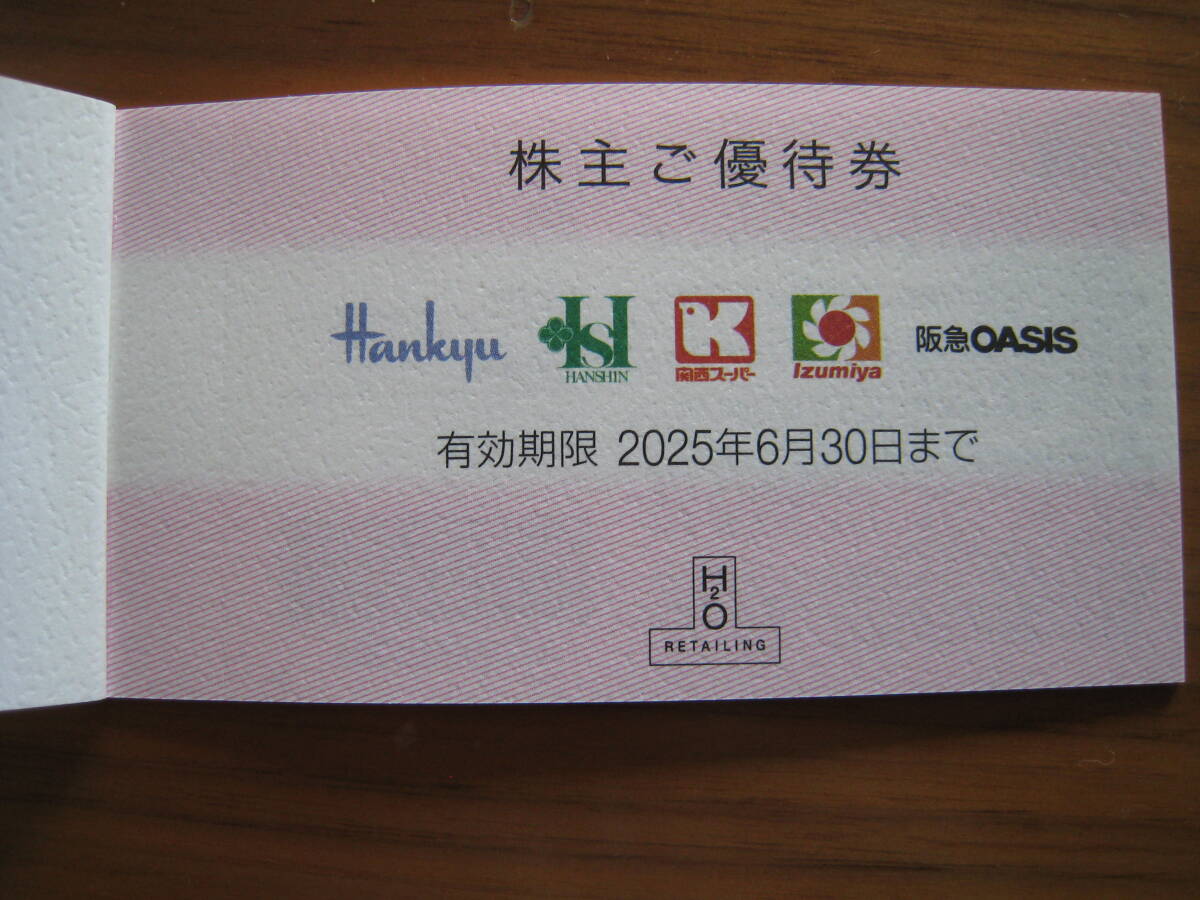 株主ご優待券
Hankyu
HSI
HANSHIN
K
関西スーパー
Izumiya
阪急OASIS
有効期限 2025年6月30日まで
H2O
RETAILING